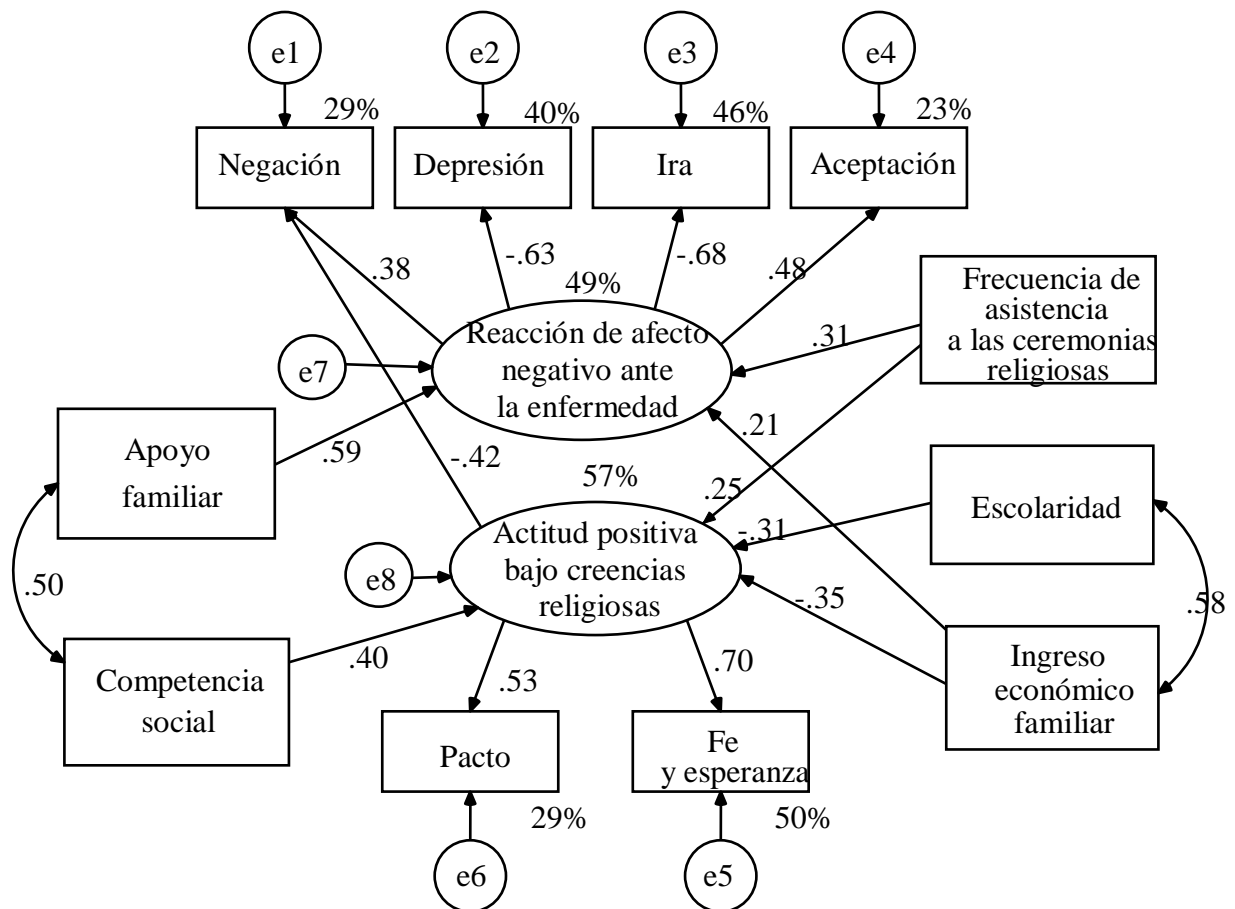 e1
e2
e3
e4
29%
40%
46%
23%
Negación
Depresión
Ira
Aceptación
.38
-.63
-.68
.48
49%
Reacción de afecto
negativo ante
la enfermedad
Frecuencia de
asistencia
a las ceremonias
religiosas
.31
e7
Apoyo
familiar
.59
-.42
.21
57%
.25
Escolaridad
-.31
Actitud positiva
bajo creencias
religiosas
e8
.50
-.35
.58
Competencia
social
.40
.53
.70
Ingreso
económico
familiar
Pacto
Fe
y esperanza
29%
50%
e6
e5